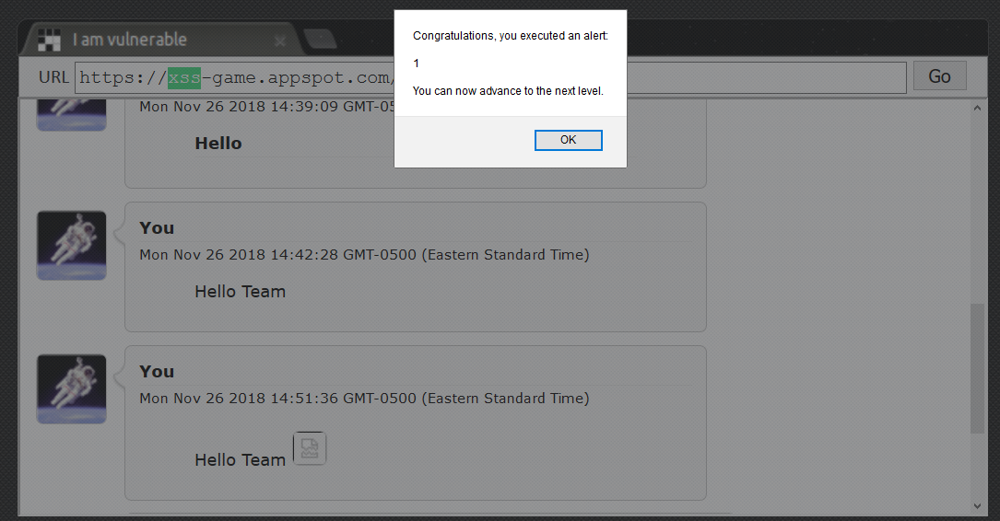 I am vulnerable
Congratulations, you executed an alert:
1
You can now advance to the next level.
OK
URL https://xss-game.appspot.com/ Go
Mon Nov 26 2018 14:39:09 GMT-05
Hello
You
Mon Nov 26 2018 14:42:28 GMT-0500 (Eastern Standard Time)
Hello Team
You
Mon Nov 26 2018 14:51:36 GMT-0500 (Eastern Standard Time)
Hello Team